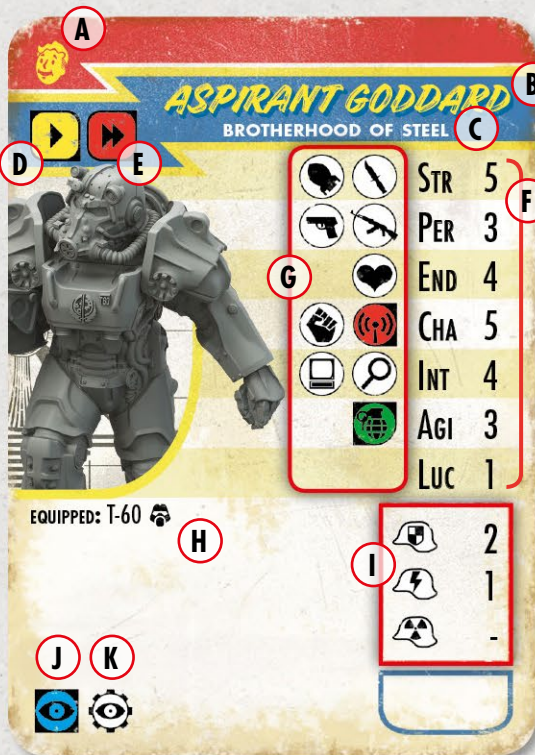 A
ASPIRANT GODDARD
B
BROTHERHOOD OF STEEL
C
D
E
F
STR 5
PER 3
G
END 4
CHA 5
INT 4
AGI 3
LUC 1
EQUIPPED: T-60
H
I
2
1
-
J
K